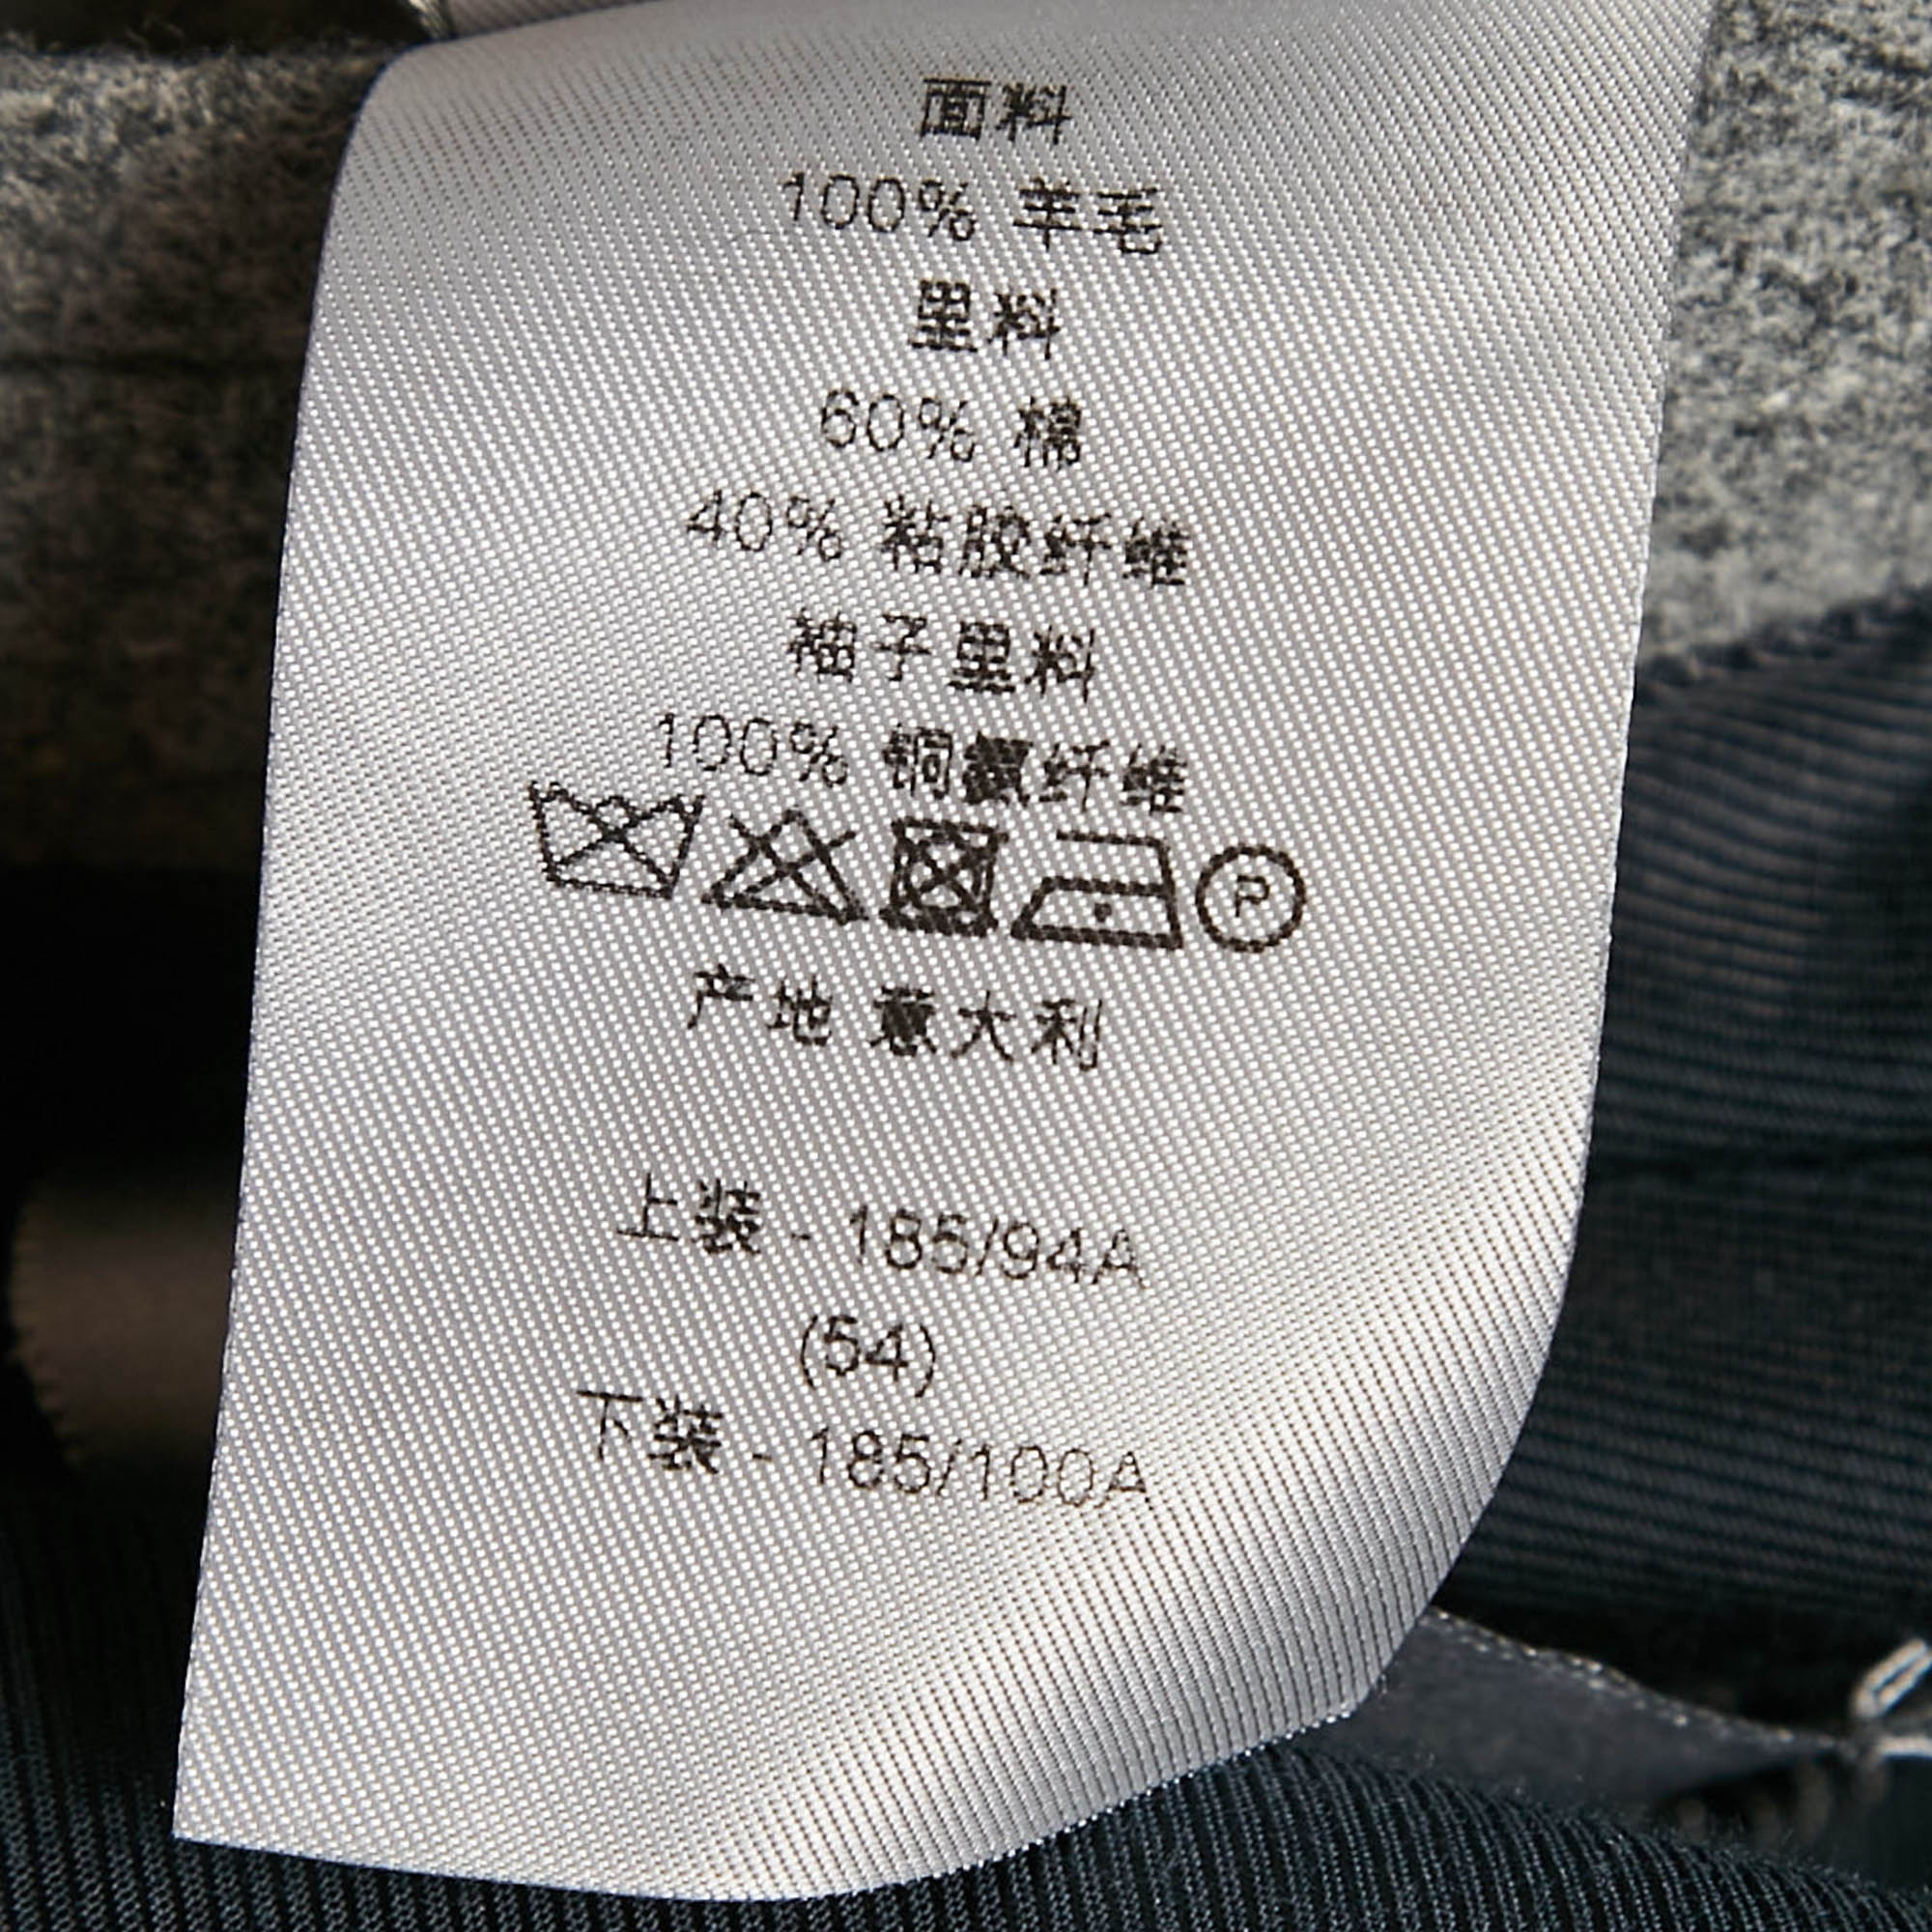 面料
100% 羊毛
里料
60% 棉
40% 粘胶纤维
袖子里料
100% 铜氨纤维
P
产地 意大利
上装 - 185/94A
(54)
下装 - 185/100A